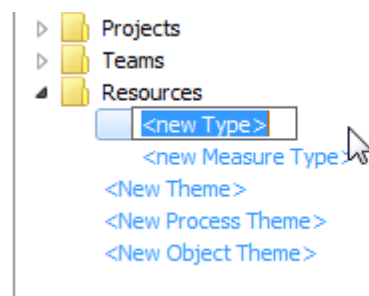 Projects
Teams
Resources
<new Type>
<new Measure Type>
<New Theme>
<New Process Theme>
<New Object Theme>